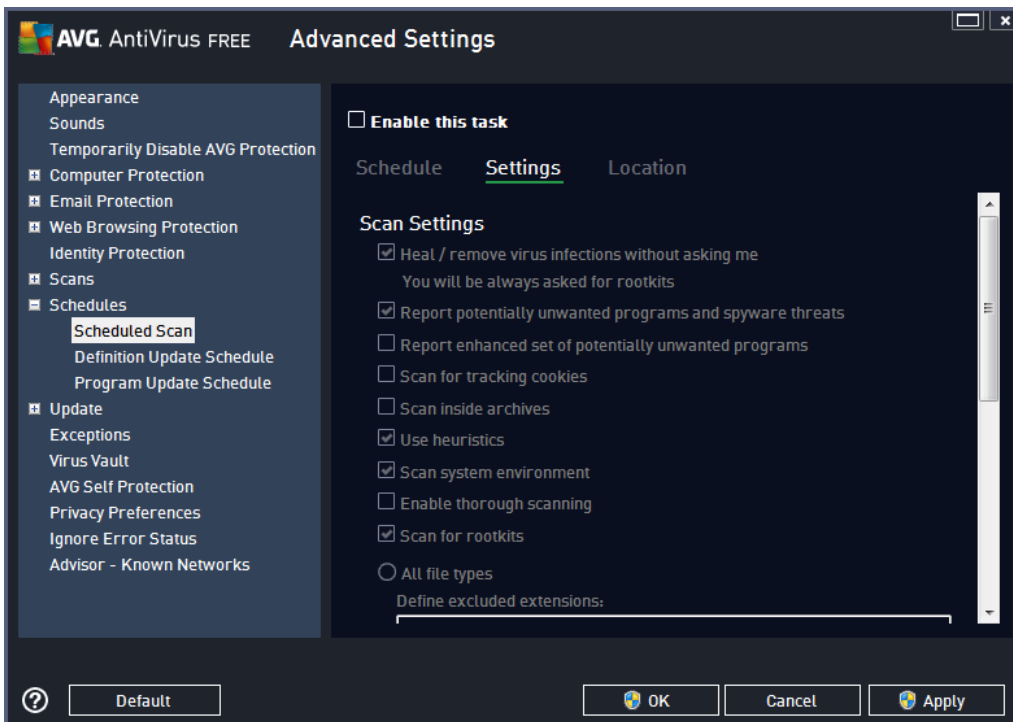 AVG. AntiVirus FREE Advanced Settings
Appearance
Sounds
Temporarily Disable AVG Protection
Computer Protection
Email Protection
Web Browsing Protection
Identity Protection
Scans
Schedules
Scheduled Scan
Definition Update Schedule
Program Update Schedule
Update
Exceptions
Virus Vault
AVG Self Protection
Privacy Preferences
Ignore Error Status
Advisor - Known Networks
Enable this task
Schedule Settings Location
Scan Settings
Heal / remove virus infections without asking me
You will be always asked for rootkits
Report potentially unwanted programs and spyware threats
Report enhanced set of potentially unwanted programs
Scan for tracking cookies
Scan inside archives
Use heuristics
Scan system environment
Enable thorough scanning
Scan for rootkits
All file types
Define excluded extensions:
? Default OK Cancel Apply